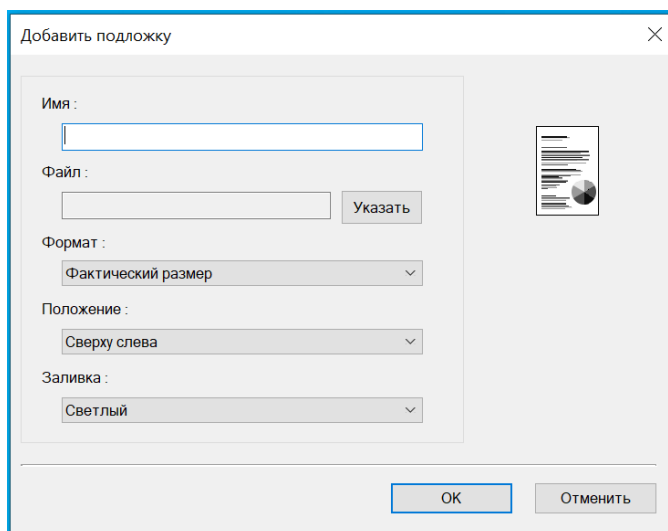 Добавить подложку
Имя :
Файл :
Указать
Формат :
Фактический размер
Положение :
Сверху слева
Заливка :
Светлый
OK
Отменить